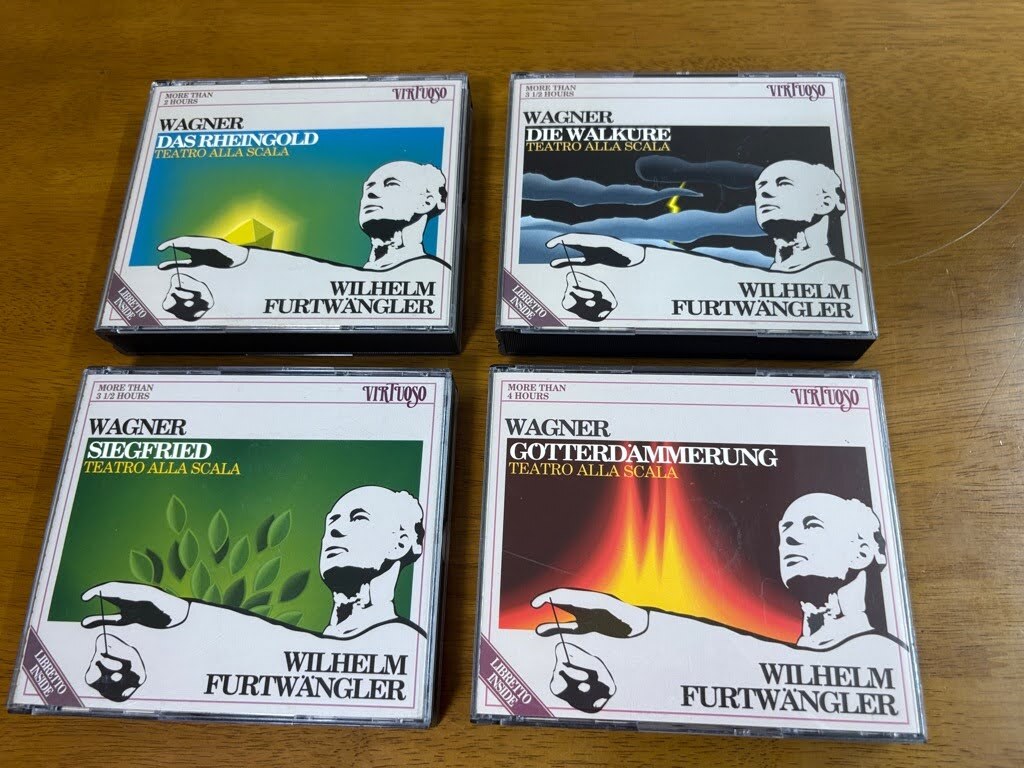 MORE THAN
2 HOURS
VIRTUOSO
WAGNER
DAS RHEINGOLD
TEATRO ALLA SCALA
LIBRETTO
INSIDE
WILHELM
FURTWÄNGLER
MORE THAN
3 1/2 HOURS
VIRTUOSO
WAGNER
DIE WALKURE
TEATRO ALLA SCALA
LIBRETTO
INSIDE
WILHELM
FURTWÄNGLER
MORE THAN
3 1/2 HOURS
VIRTUOSO
WAGNER
SIEGFRIED
TEATRO ALLA SCALA
LIBRETTO
INSIDE
WILHELM
FURTWÄNGLER
MORE THAN
4 HOURS
VIRTUOSO
WAGNER
GÖTTERDÄMMERUNG
TEATRO ALLA SCALA
LIBRETTO
INSIDE
WILHELM
FURTWÄNGLER